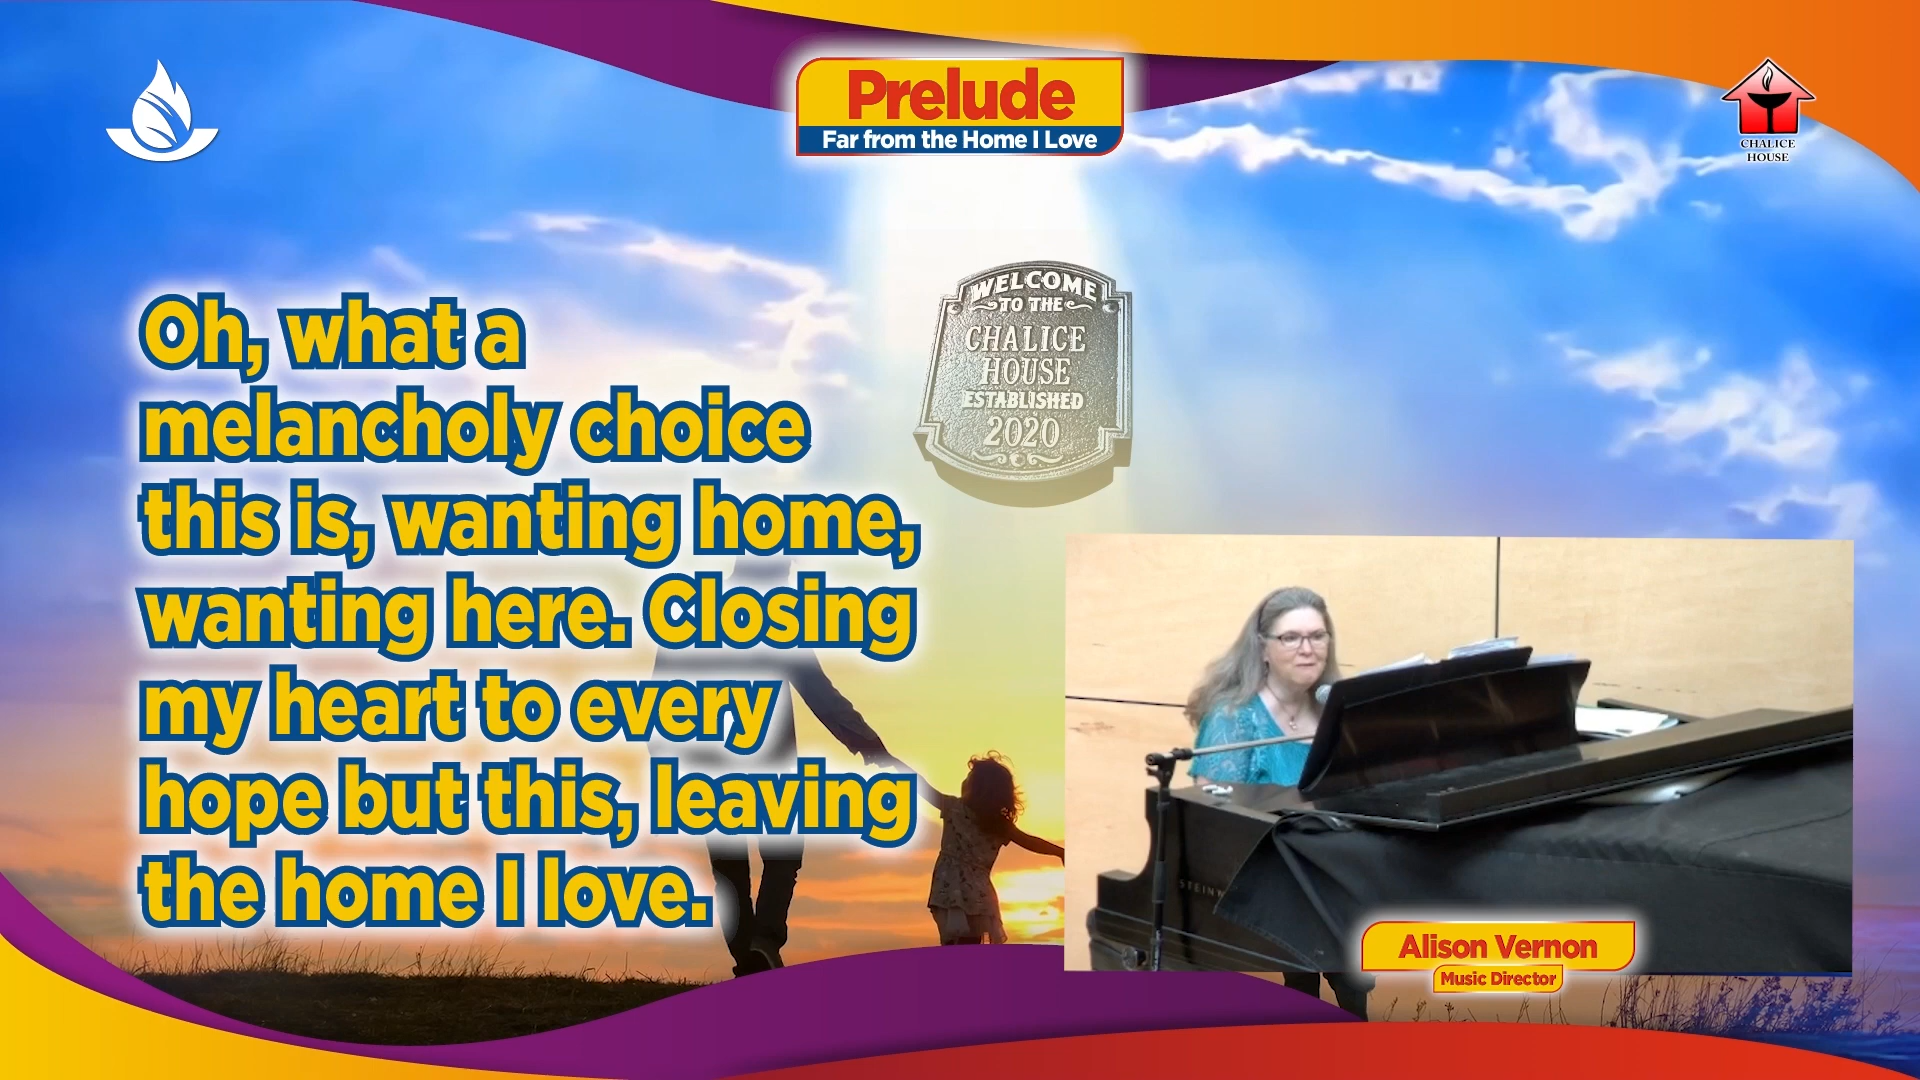 Prelude
Far from the Home I Love
CHALICE
HOUSE
WELCOME
TO THE
CHALICE
HOUSE
ESTABLISHED
2020
Oh, what a
melancholy choice
this is, wanting home,
wanting here. Closing
my heart to every
hope but this, leaving
the home I love.
STEINW
Alison Vernon
Music Director